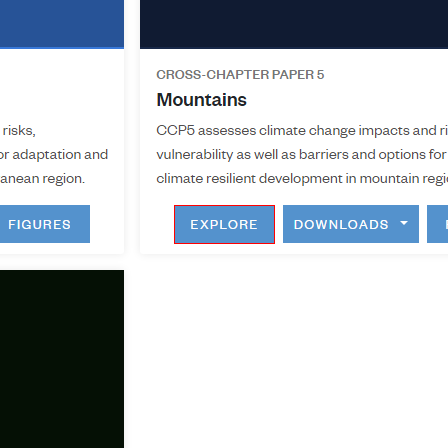 risks,
or adaptation and
anean region.
FIGURES
CROSS-CHAPTER PAPER 5
Mountains
CCP5 assesses climate change impacts and ri
vulnerability as well as barriers and options for
climate resilient development in mountain regi
EXPLORE
DOWNLOADS